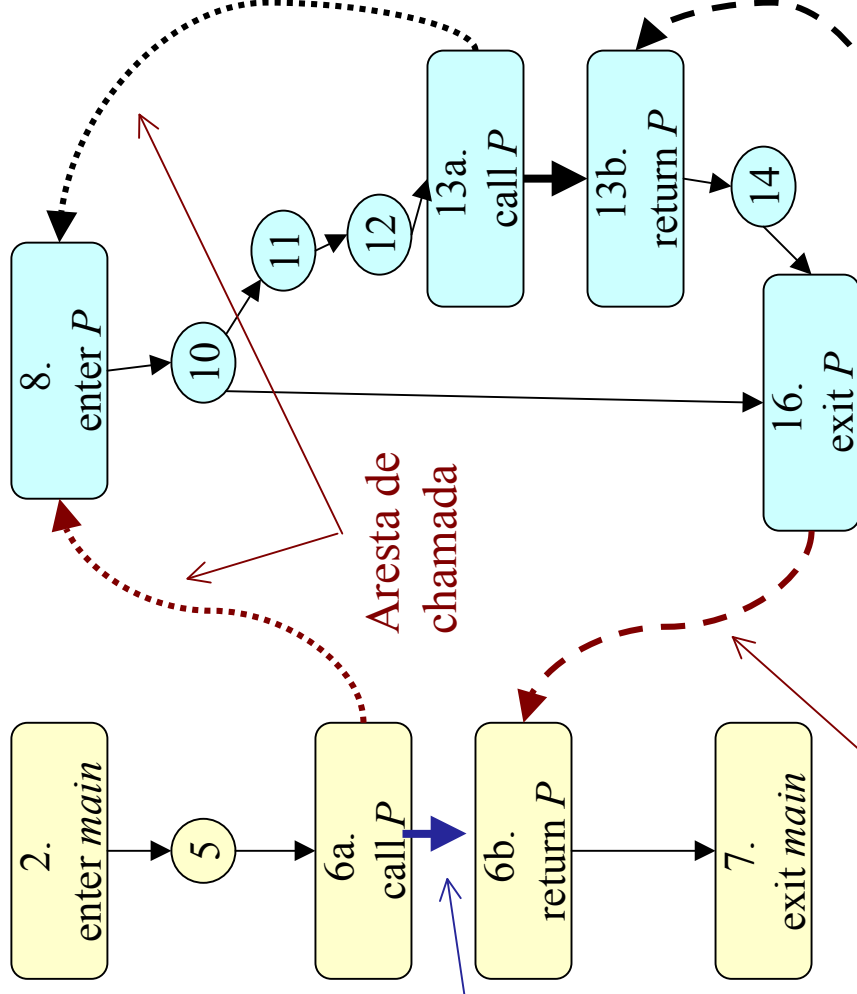 2.
enter main
5
6a.
call P
6b.
return P
7.
exit main
Aresta de
chamada
8.
enter P
10
11
12
13a.
call P
13b.
return P
14
16.
exit P